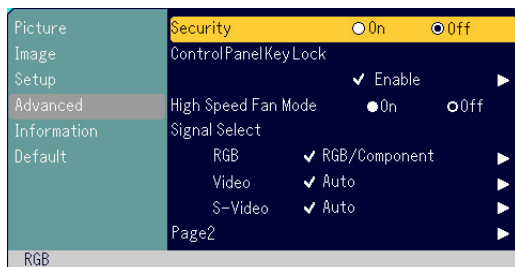 Picture
Image
Setup
Advanced
Information
Default
Security On Off
ControlPanelKeyLock
Enable
High Speed Fan Mode On Off
Signal Select
RGB RGB/Component
Video Auto
S-Video Auto
Page2
RGB